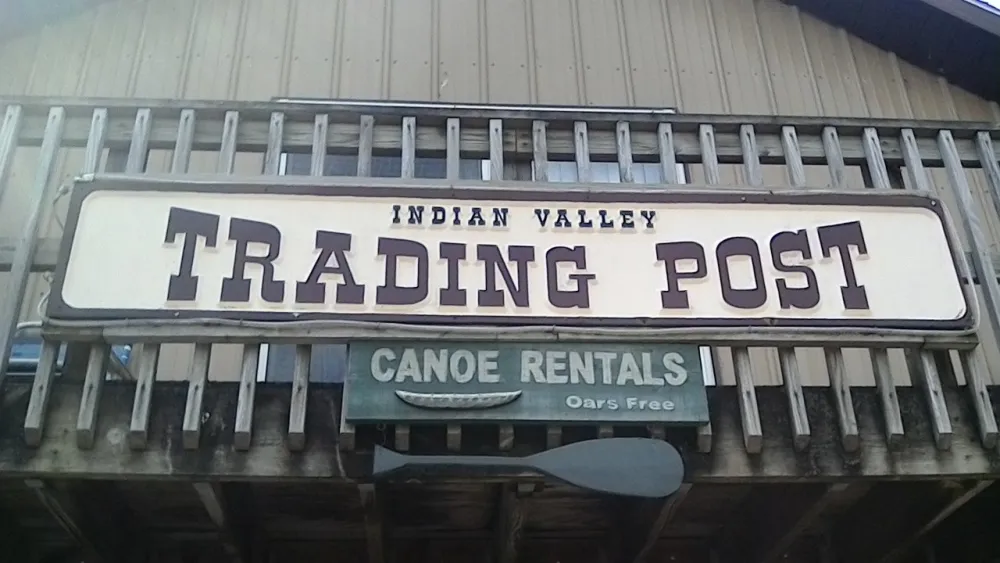 INDIAN VALLEY
TRADING POST
CANOE RENTALS
Oars Free